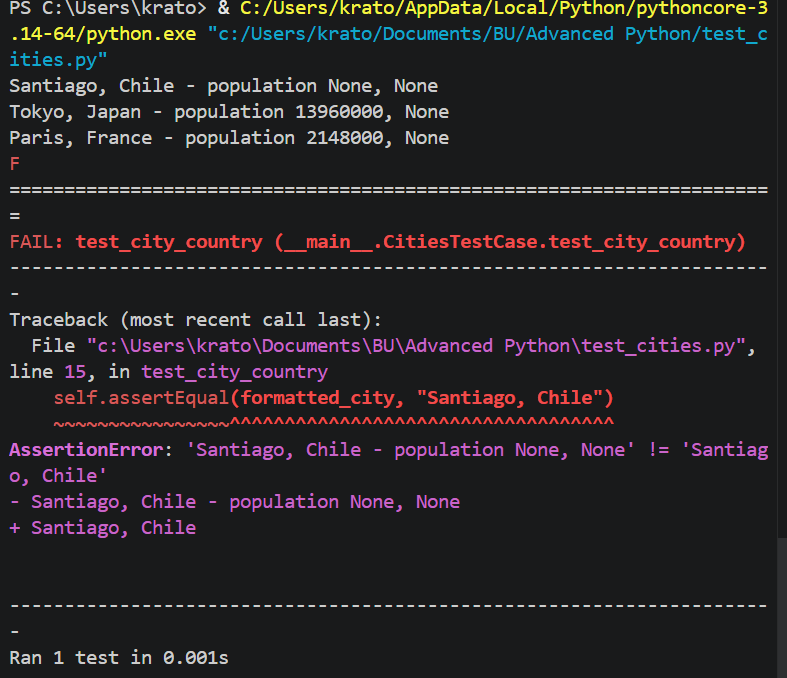 PS C:\Users\krato> & C:/Users/krato/AppData/Local/Python/pythoncore-3
.14-64/python.exe "c:/Users/krato/Documents/BU/Advanced Python/test_c
ities.py"
Santiago, Chile - population None, None
Tokyo, Japan - population 13960000, None
Paris, France - population 2148000, None
F
=====================================================================
=
FAIL: test_city_country (__main__.CitiesTestCase.test_city_country)
---------------------------------------------------------------------
-
Traceback (most recent call last):
  File "c:\Users\krato\Documents\BU\Advanced Python\test_cities.py",
line 15, in test_city_country
    self.assertEqual(formatted_city, "Santiago, Chile")
    ~~~~~~~~~~~~~~~~^^^^^^^^^^^^^^^^^^^^^^^^^^^^^^^^^^^
AssertionError: 'Santiago, Chile - population None, None' != 'Santiag
o, Chile'
- Santiago, Chile - population None, None
+ Santiago, Chile
---------------------------------------------------------------------
-
Ran 1 test in 0.001s